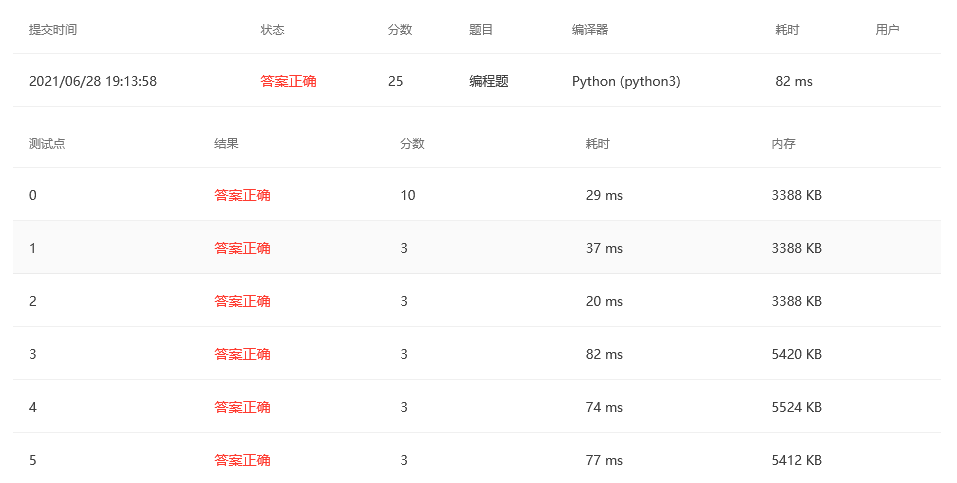 提交时间 状态 分数 题目 编译器 耗时 用户
2021/06/28 19:13:58 答案正确 25 编程题 Python (python3) 82 ms
测试点 结果 分数 耗时 内存
0 答案正确 10 29 ms 3388 KB
1 答案正确 3 37 ms 3388 KB
2 答案正确 3 20 ms 3388 KB
3 答案正确 3 82 ms 5420 KB
4 答案正确 3 74 ms 5524 KB
5 答案正确 3 77 ms 5412 KB